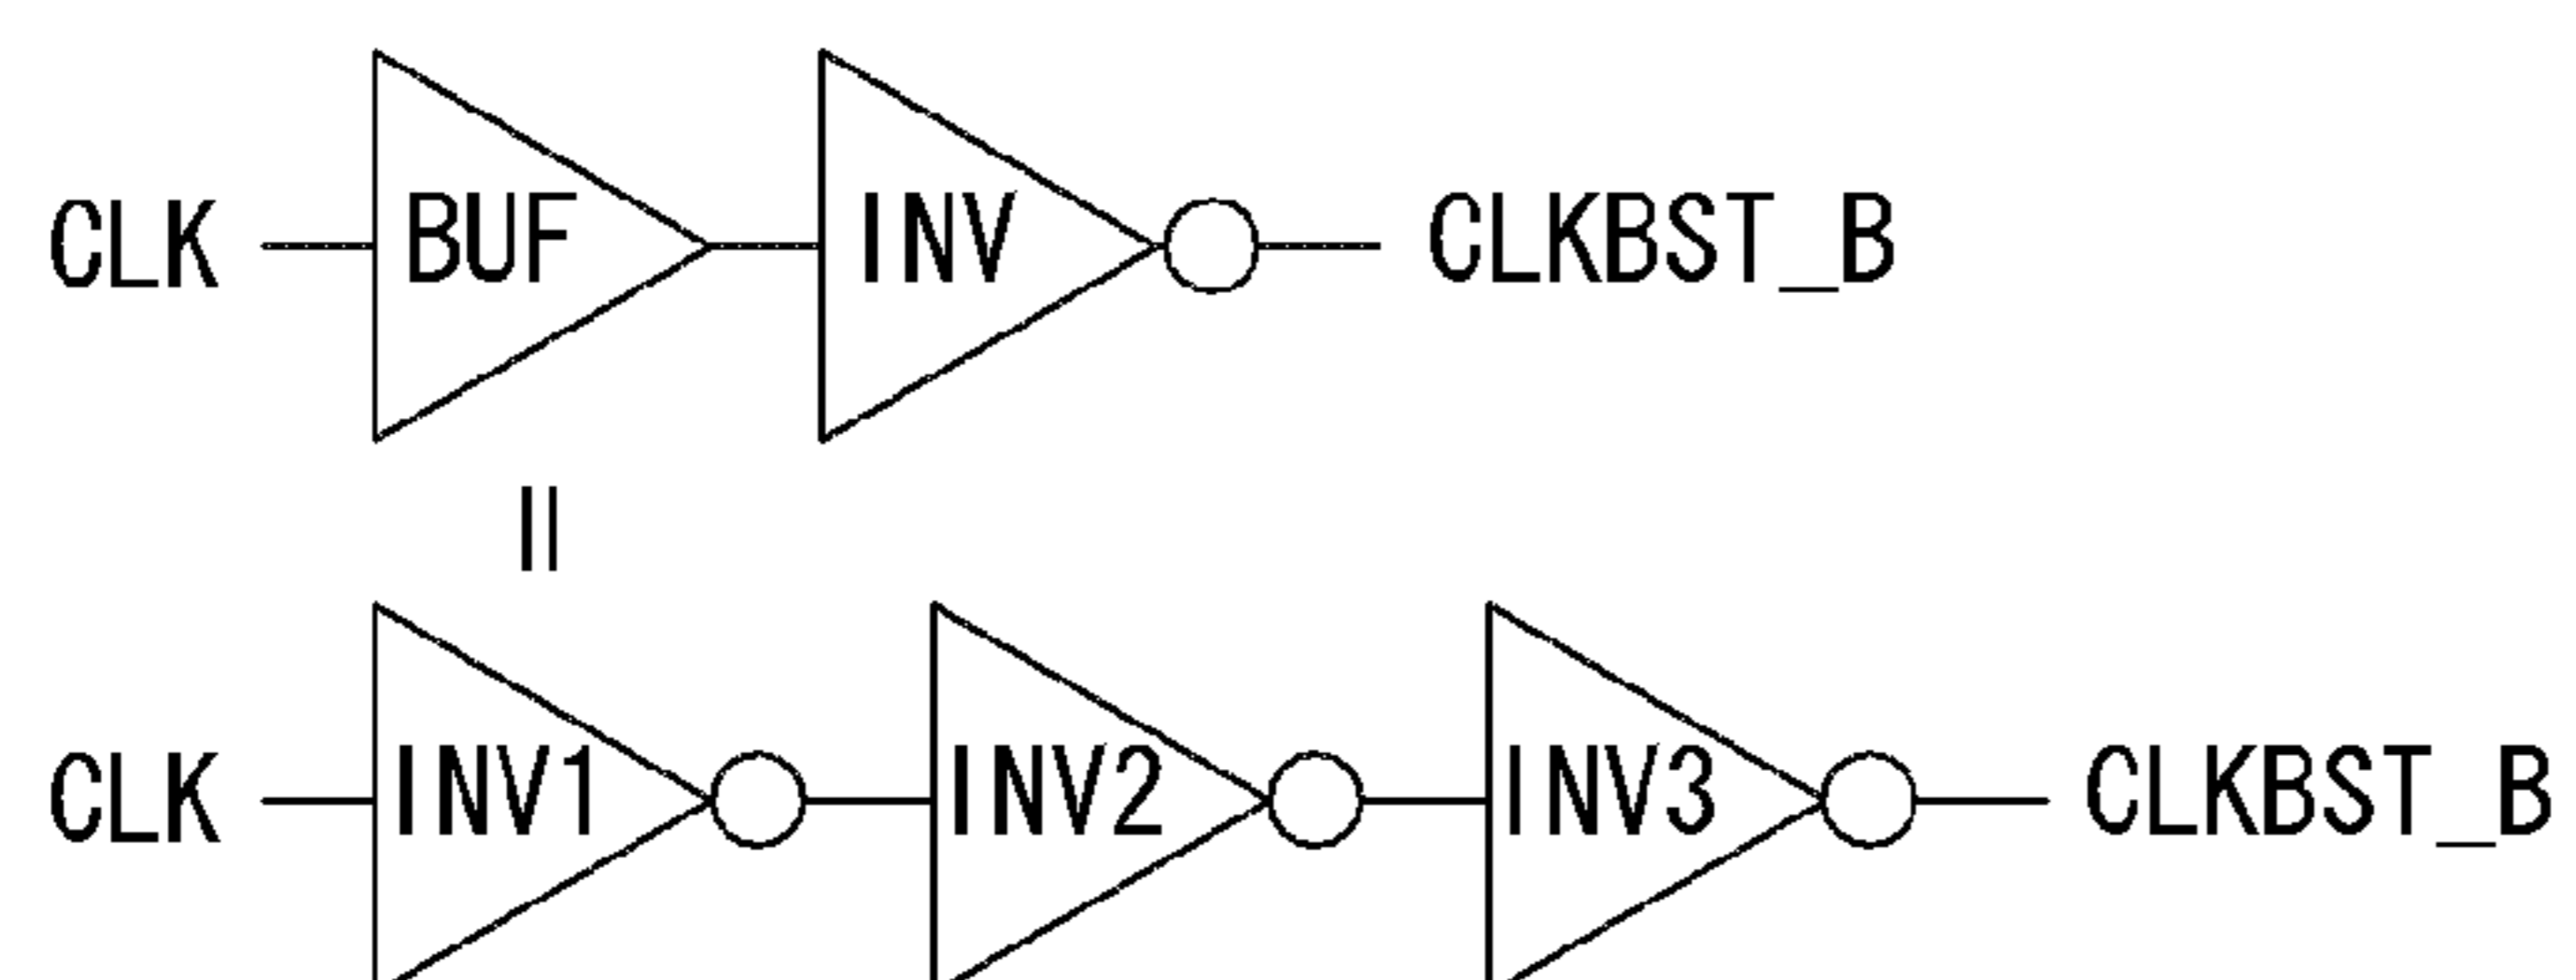 CLK BUF INV CLKBST_B
=
CLK INV1 INV2 INV3 CLKBST_B